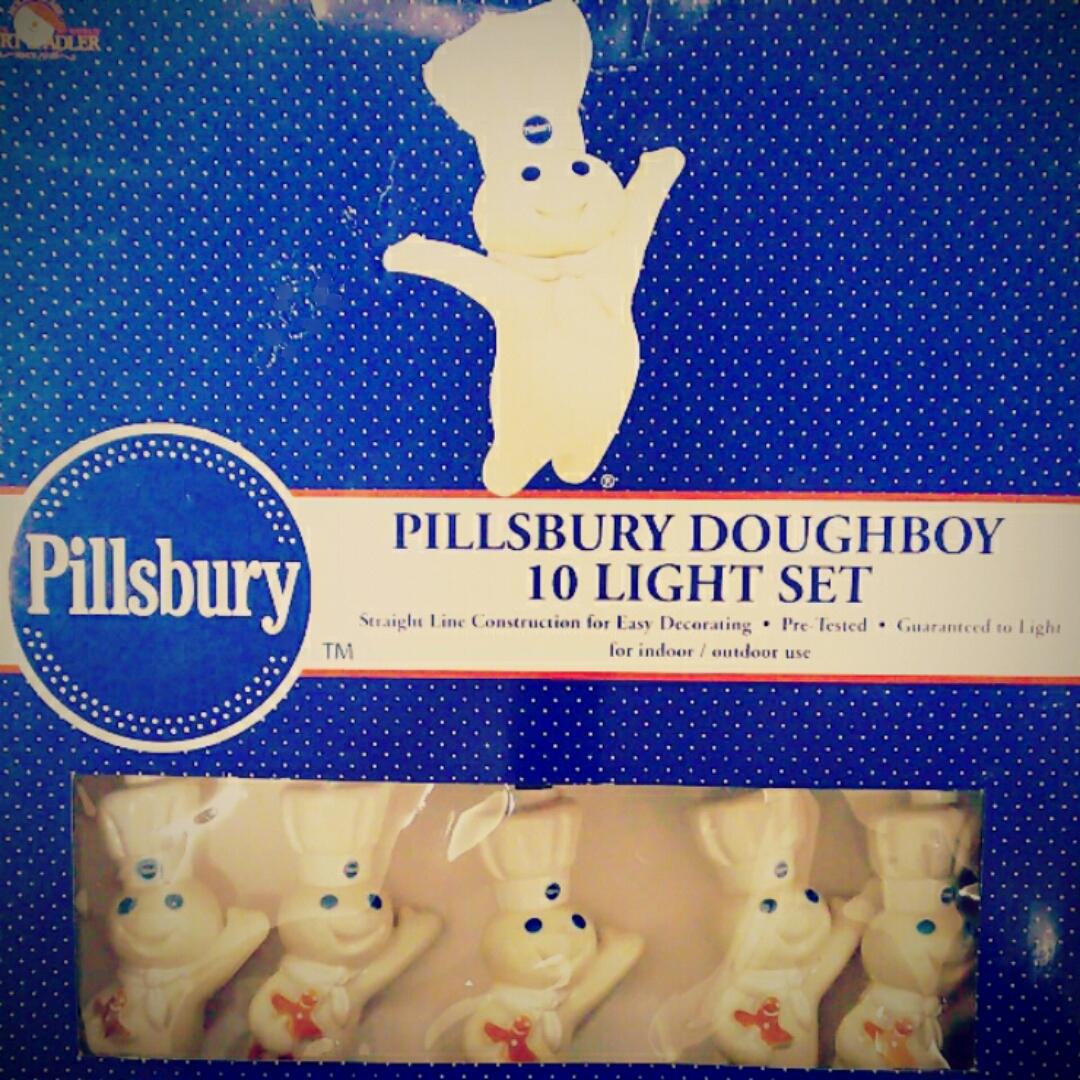 ADLER
Pillsbury
TM
®
PILLSBURY DOUGHBOY
10 LIGHT SET
Straight Line Construction for Easy Decorating • Pre-Tested • Guaranteed to Light
for indoor / outdoor use